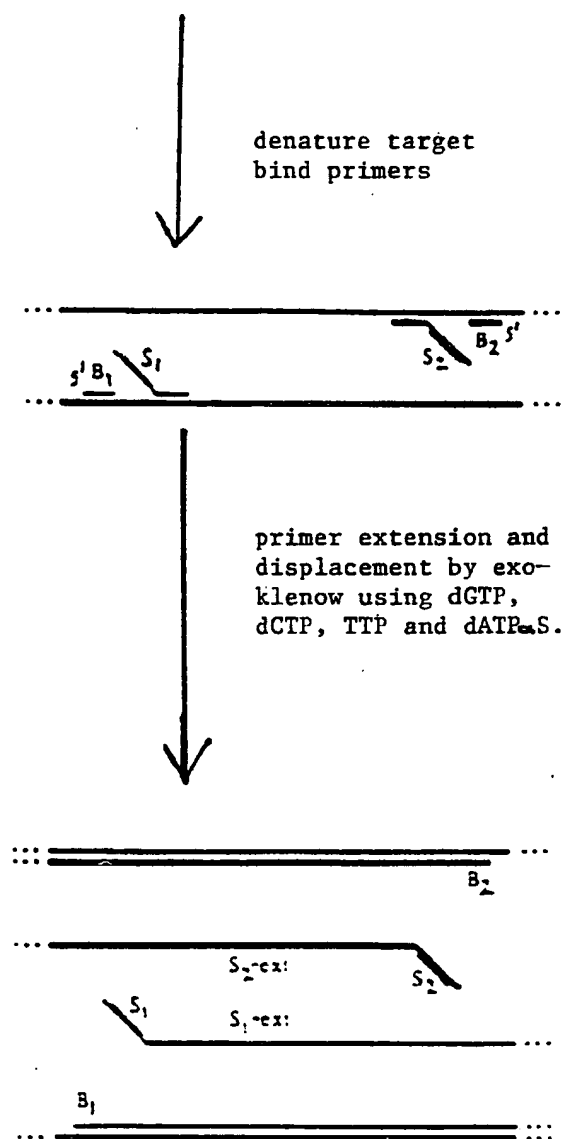 denature target
bind primers
... ...
S2 B2 5'
5' B1 S1
... ...
primer extension and
displacement by exo-
klenow using dGTP,
dCTP, TTP and dATPαS.
... ...
...
B2
...
S2-ext S2
S1 S1-ext
...
B1
...
... ...